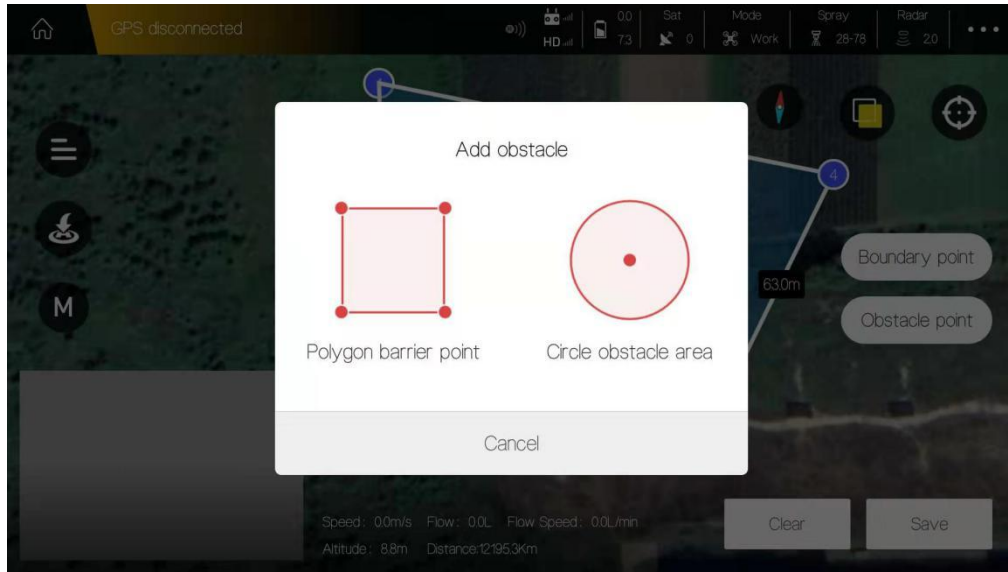 GPS disconnected
HD
0.0
7.3
Sat
0
Mode
Work
Spray
28-78
Radar
2.0
Add obstacle
4
Boundary point
63.0m
M
Obstacle point
Polygon barrier point
Circle obstacle area
Cancel
Speed: 0.0m/s Flow: 0.0L Flow Speed: 0.0L/min
Altitude: 8.8m Distance:12195.3Km
Clear
Save